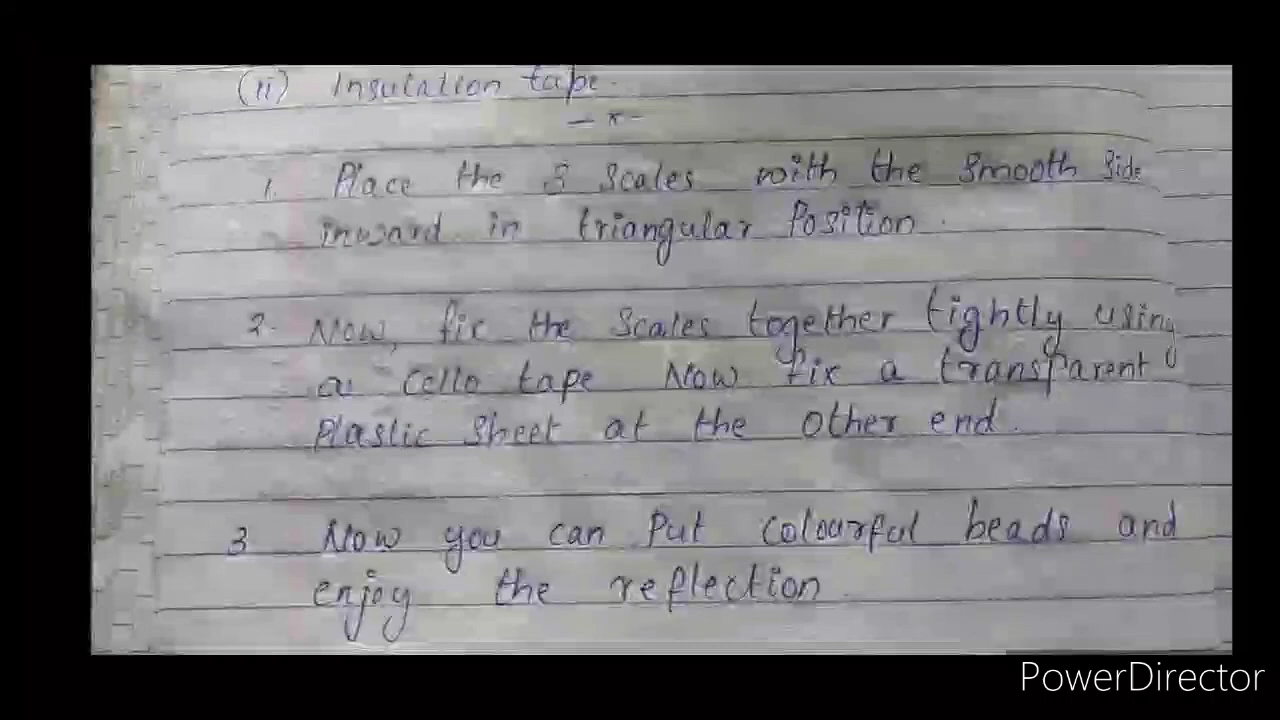 (ii) Insulation tape.
— x —
1. Place the 3 Scales with the Smooth Side
inward in triangular Position.
2. Now, fix the Scales together tightly using
a Cello tape Now fix a transparent
Plastic Sheet at the other end.
3 Now you can Put Colourful beads and
enjoy the reflection
PowerDirector